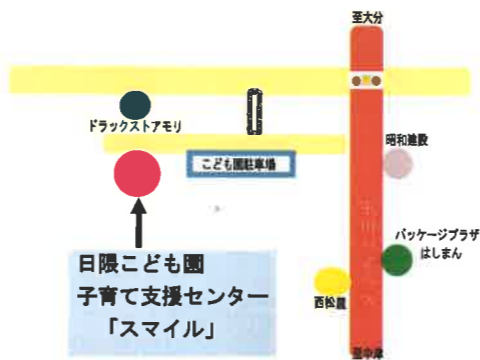 至大分
ドラックストアモリ
昭和建設
こども園駐車場
パッケージプラザ
はしまん
日隈こども園
子育て支援センター
「スマイル」
西松屋
至中津